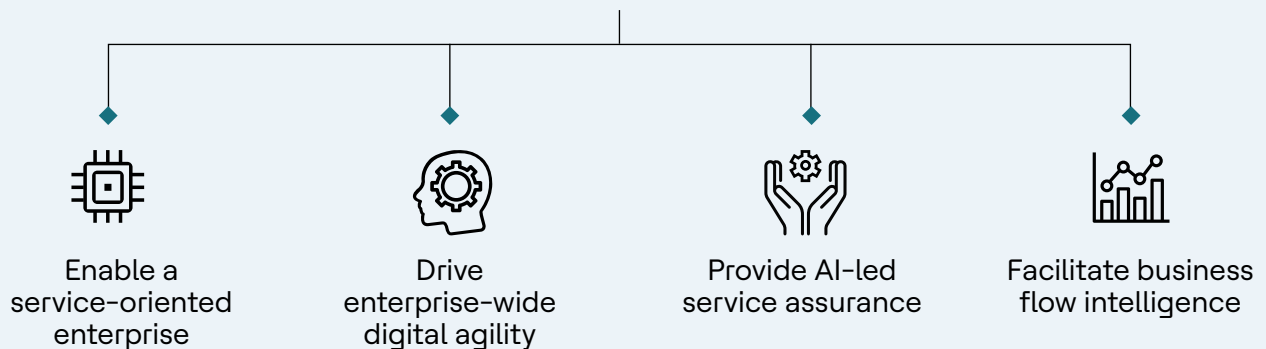 Enable a
service-oriented
enterprise
Drive
enterprise-wide
digital agility
Provide AI-led
service assurance
Facilitate business
flow intelligence